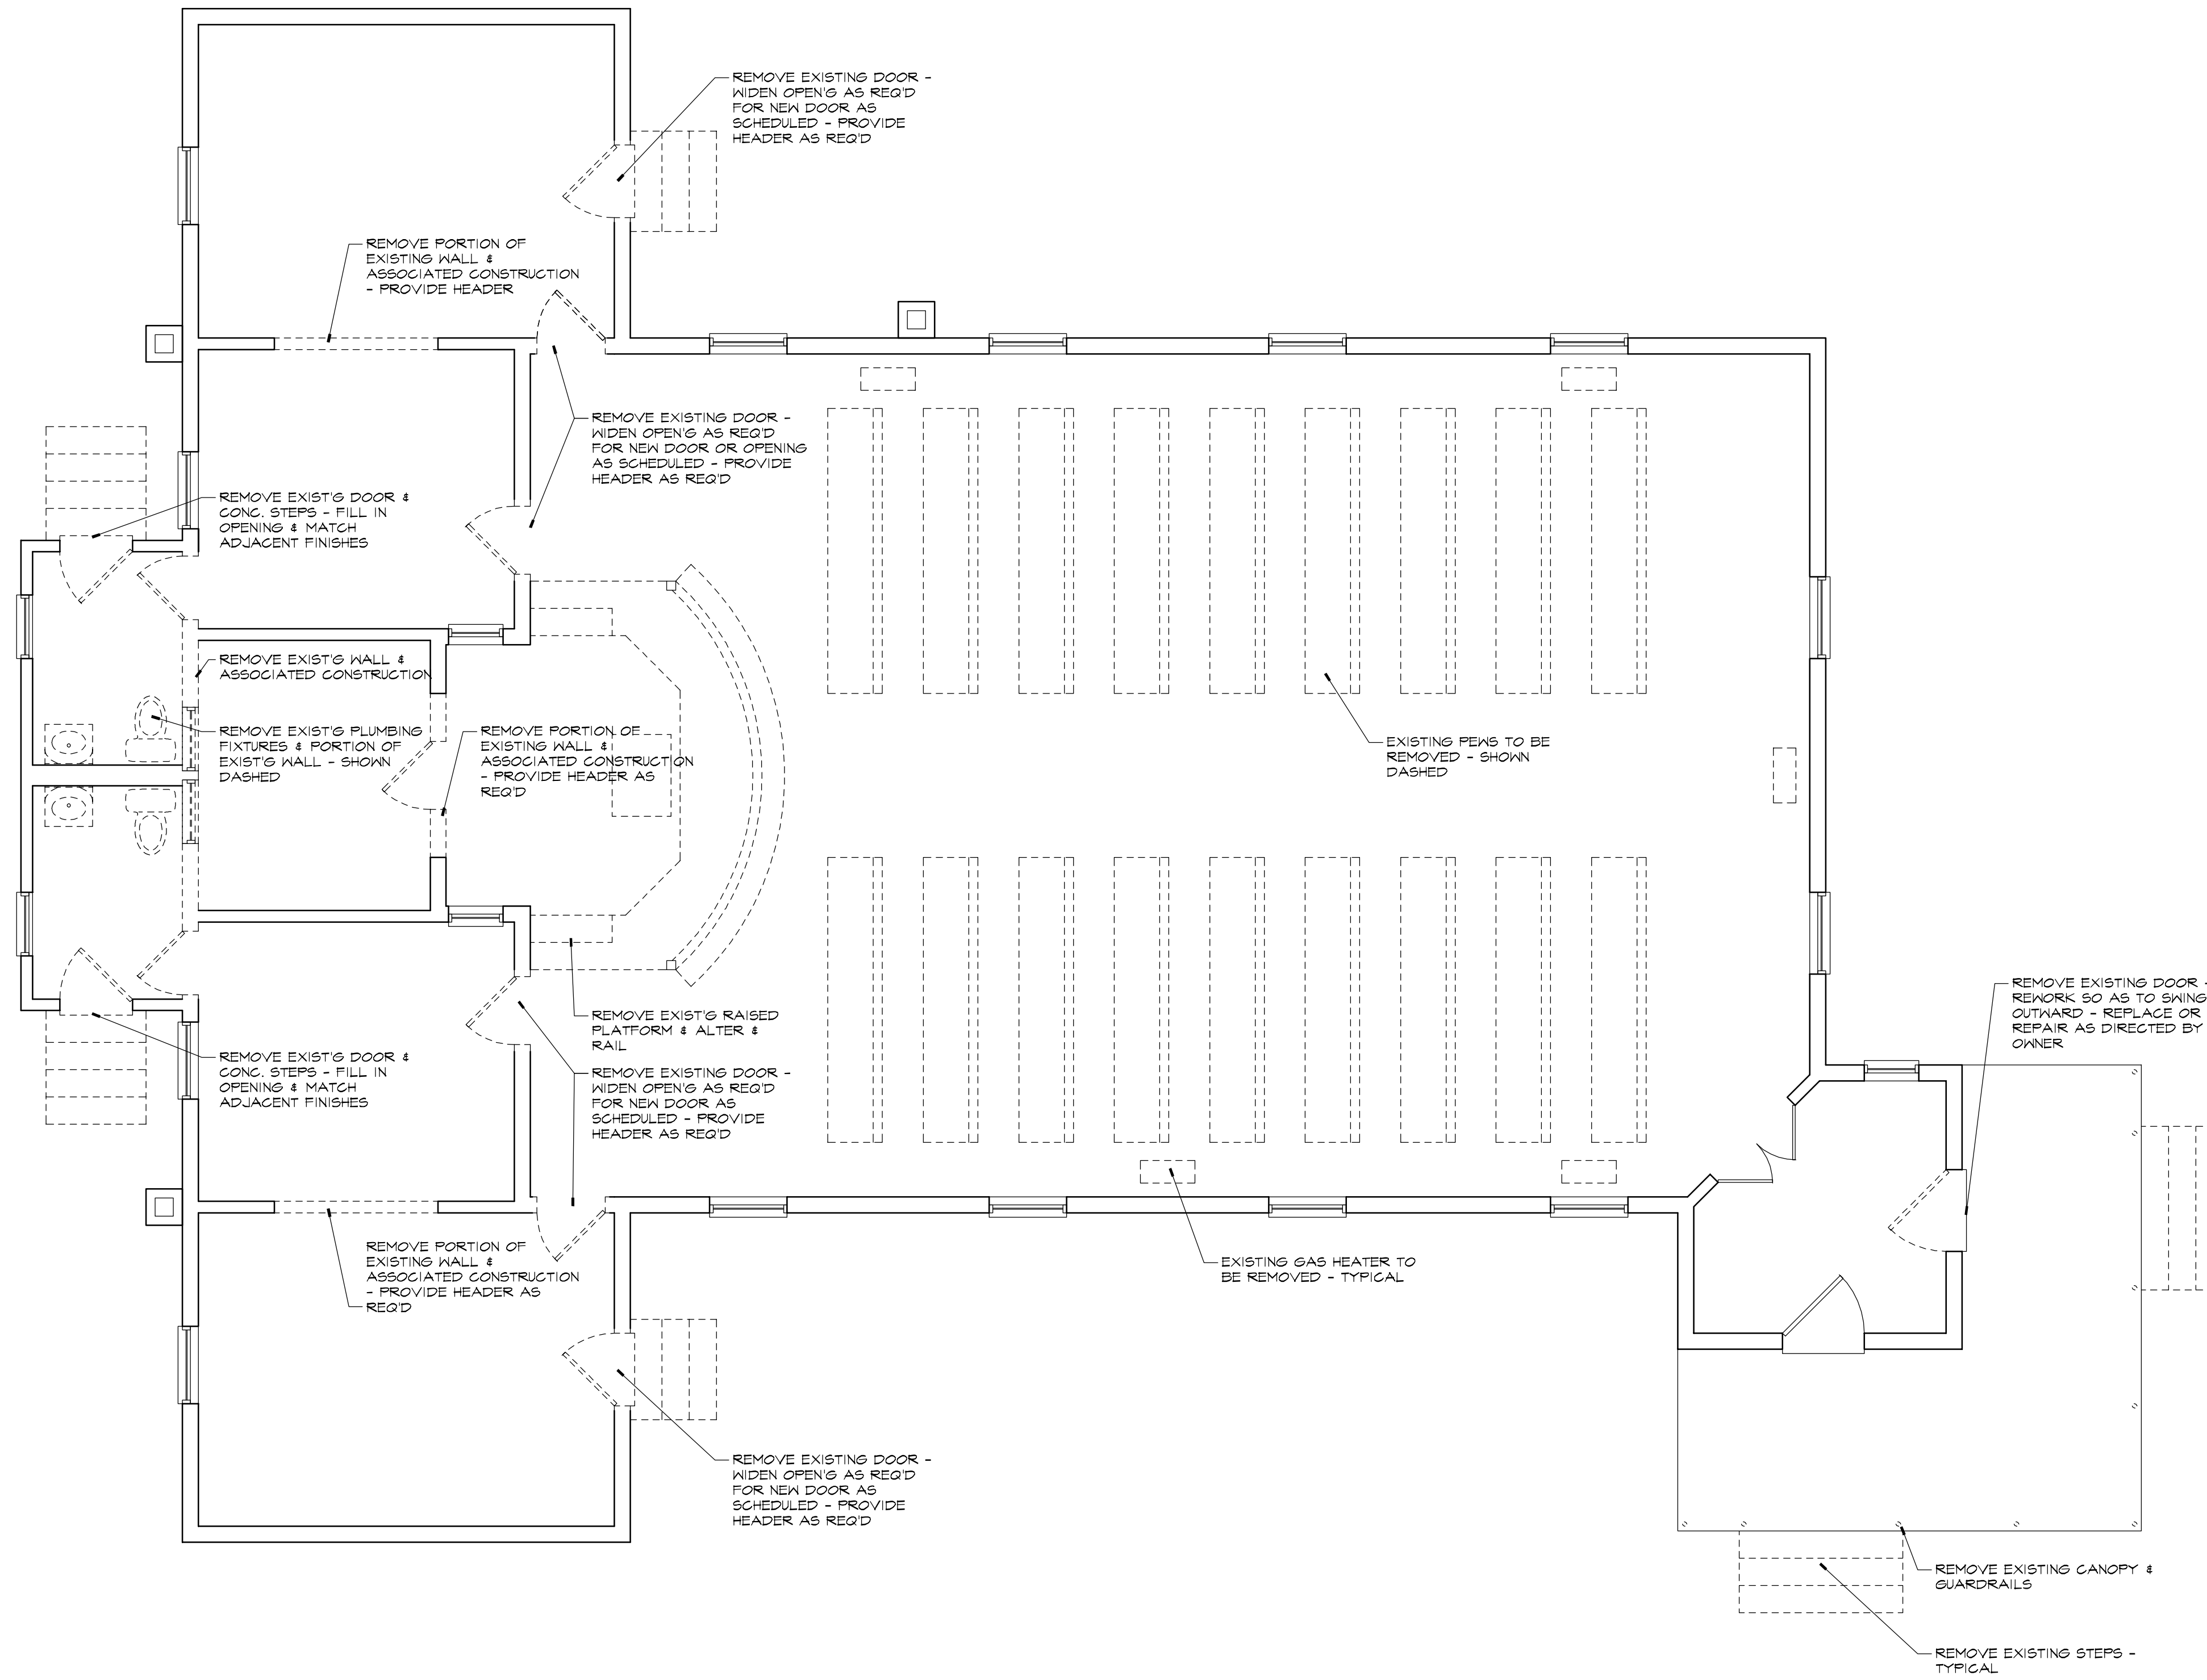 REMOVE EXISTING DOOR -
WIDEN OPEN'G AS REQ'D
FOR NEW DOOR AS
SCHEDULED - PROVIDE
HEADER AS REQ'D
REMOVE PORTION OF
EXISTING WALL &
ASSOCIATED CONSTRUCTION
- PROVIDE HEADER
REMOVE EXISTING DOOR -
WIDEN OPEN'G AS REQ'D
FOR NEW DOOR OR OPENING
AS SCHEDULED - PROVIDE
HEADER AS REQ'D
REMOVE EXIST'G DOOR &
CONC. STEPS - FILL IN
OPENING & MATCH
ADJACENT FINISHES
REMOVE EXIST'G WALL &
ASSOCIATED CONSTRUCTION
REMOVE EXIST'G PLUMBING
FIXTURES & PORTION OF
EXIST'G WALL - SHOWN
DASHED
REMOVE PORTION OF
EXISTING WALL &
ASSOCIATED CONSTRUCTION
- PROVIDE HEADER AS
REQ'D
EXISTING PEWS TO BE
REMOVED - SHOWN
DASHED
REMOVE EXISTING DOOR -
REWORK SO AS TO SWING
OUTWARD - REPLACE OR
REPAIR AS DIRECTED BY
OWNER
REMOVE EXIST'G RAISED
PLATFORM & ALTER &
RAIL
REMOVE EXIST'G DOOR &
CONC. STEPS - FILL IN
OPENING & MATCH
ADJACENT FINISHES
REMOVE EXISTING DOOR -
WIDEN OPEN'G AS REQ'D
FOR NEW DOOR AS
SCHEDULED - PROVIDE
HEADER AS REQ'D
REMOVE PORTION OF
EXISTING WALL &
ASSOCIATED CONSTRUCTION
- PROVIDE HEADER AS
REQ'D
EXISTING GAS HEATER TO
BE REMOVED - TYPICAL
REMOVE EXISTING DOOR -
WIDEN OPEN'G AS REQ'D
FOR NEW DOOR AS
SCHEDULED - PROVIDE
HEADER AS REQ'D
REMOVE EXISTING CANOPY &
GUARDRAILS
REMOVE EXISTING STEPS -
TYPICAL